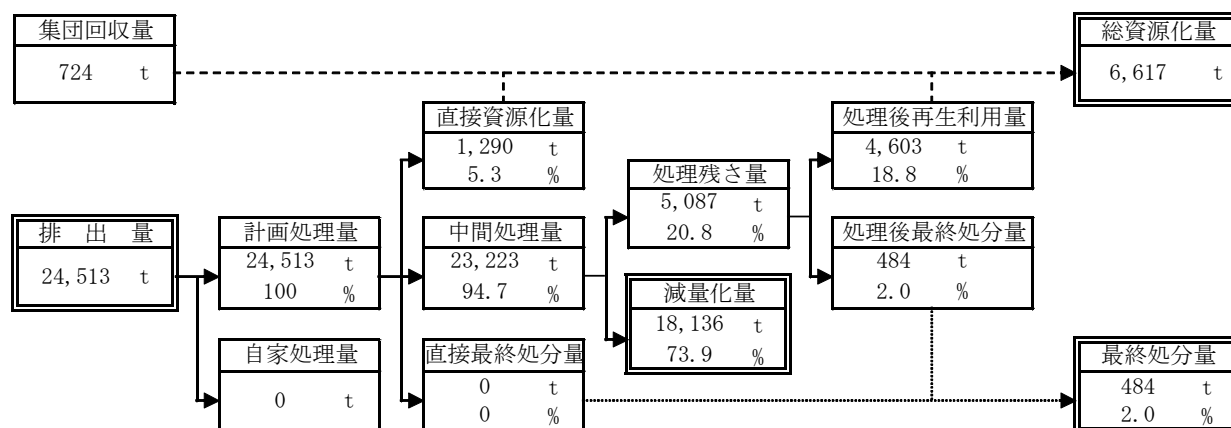 集団回収量
724 t
総資源化量
6,617 t
直接資源化量
1,290 t
5.3 %
処理後再生利用量
4,603 t
18.8 %
処理残さ量
5,087 t
20.8 %
排 出 量
24,513 t
計画処理量
24,513 t
100 %
中間処理量
23,223 t
94.7 %
処理後最終処分量
484 t
2.0 %
減量化量
18,136 t
73.9 %
自家処理量
0 t
直接最終処分量
0 t
0 %
最終処分量
484 t
2.0 %